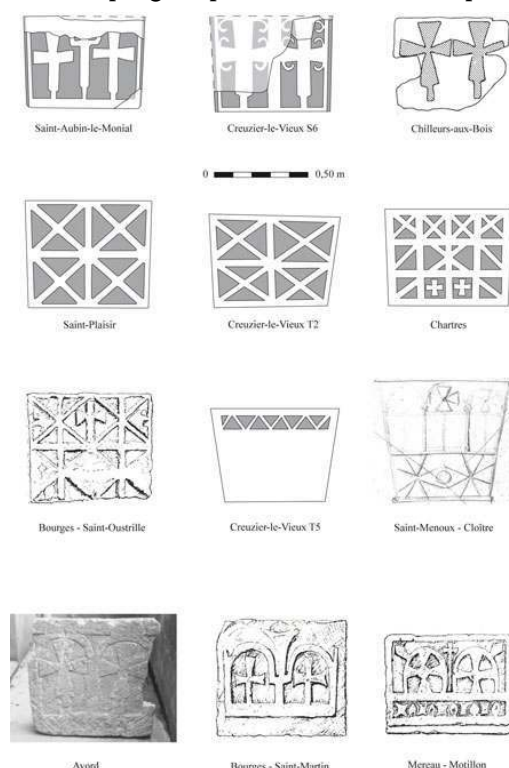 Saint-Aubin-le-Monial
Creuzier-le-Vieux S6
Chilleurs-aux-Bois
0 0,50 m
Saint-Plaisir
Creuzier-le-Vieux T2
Chartres
Bourges - Saint-Oustrille
Creuzier-le-Vieux T5
Saint-Menoux - Cloître
Avord
Bourges - Saint-Martin
Mereau - Motillon